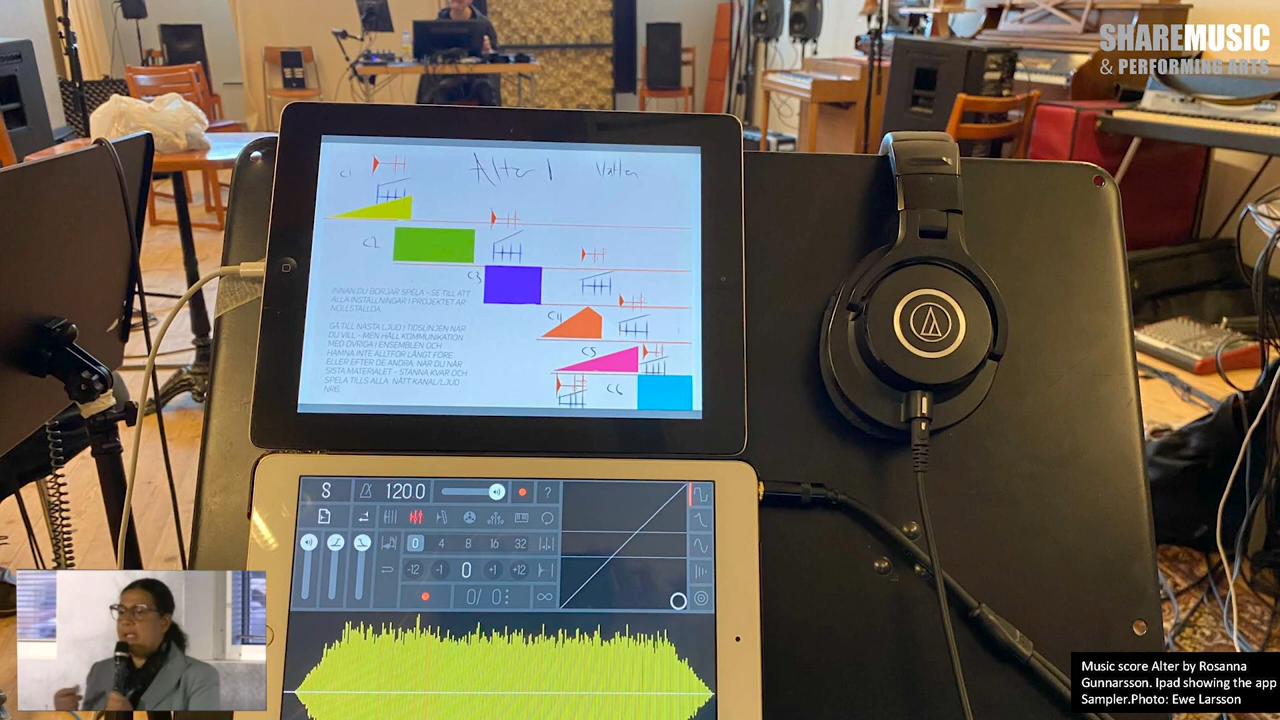 SHAREMUSIC
& PERFORMING ARTS
Alter 1
C1
C2
C3
INNAN DU BÖRJAR SPELA - SE TILL ATT
ALLA INSTÄLLNINGAR I PROJEKTET ÄR
NOLLSTÄLLDA.
C4
GÅ TILL NÄSTA LJUD I TIDSLINJEN NÄR
DU VILL - MEN HÅLL KOMMUNIKATION
MED ÖVRIGA I ENSEMBLEN OCH
HAMNA INTE ALLTFÖR LÅNGT FÖRE
ELLER EFTER DE ANDRA. NÄR DU NÅR
SISTA MATERIALET - STANNA KVAR OCH
SPELA TILLS ALLA NÅTT KANAL/LJUD
NR6.
C5
C6
S 120.0 ?
0 4 8 16 32
-12 -1 0 +1 +12
0/ 0
Music score Alter by Rosanna
Gunnarsson. Ipad showing the app
Sampler.Photo: Ewe Larsson